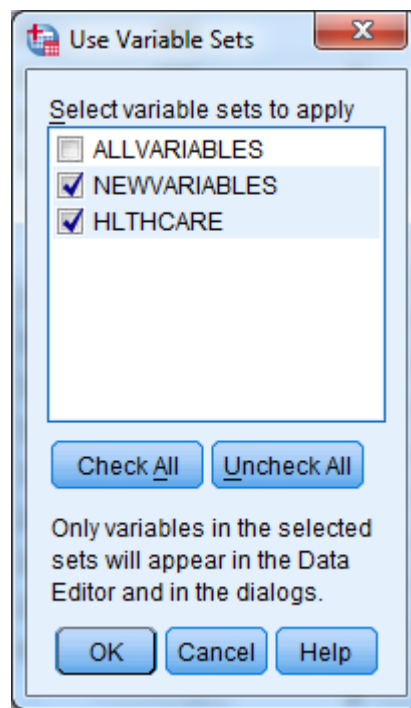 Use Variable Sets
Select variable sets to apply
ALLVARIABLES
NEWVARIABLES
HLTHCARE
Check All Uncheck All
Only variables in the selected
sets will appear in the Data
Editor and in the dialogs.
OK Cancel Help